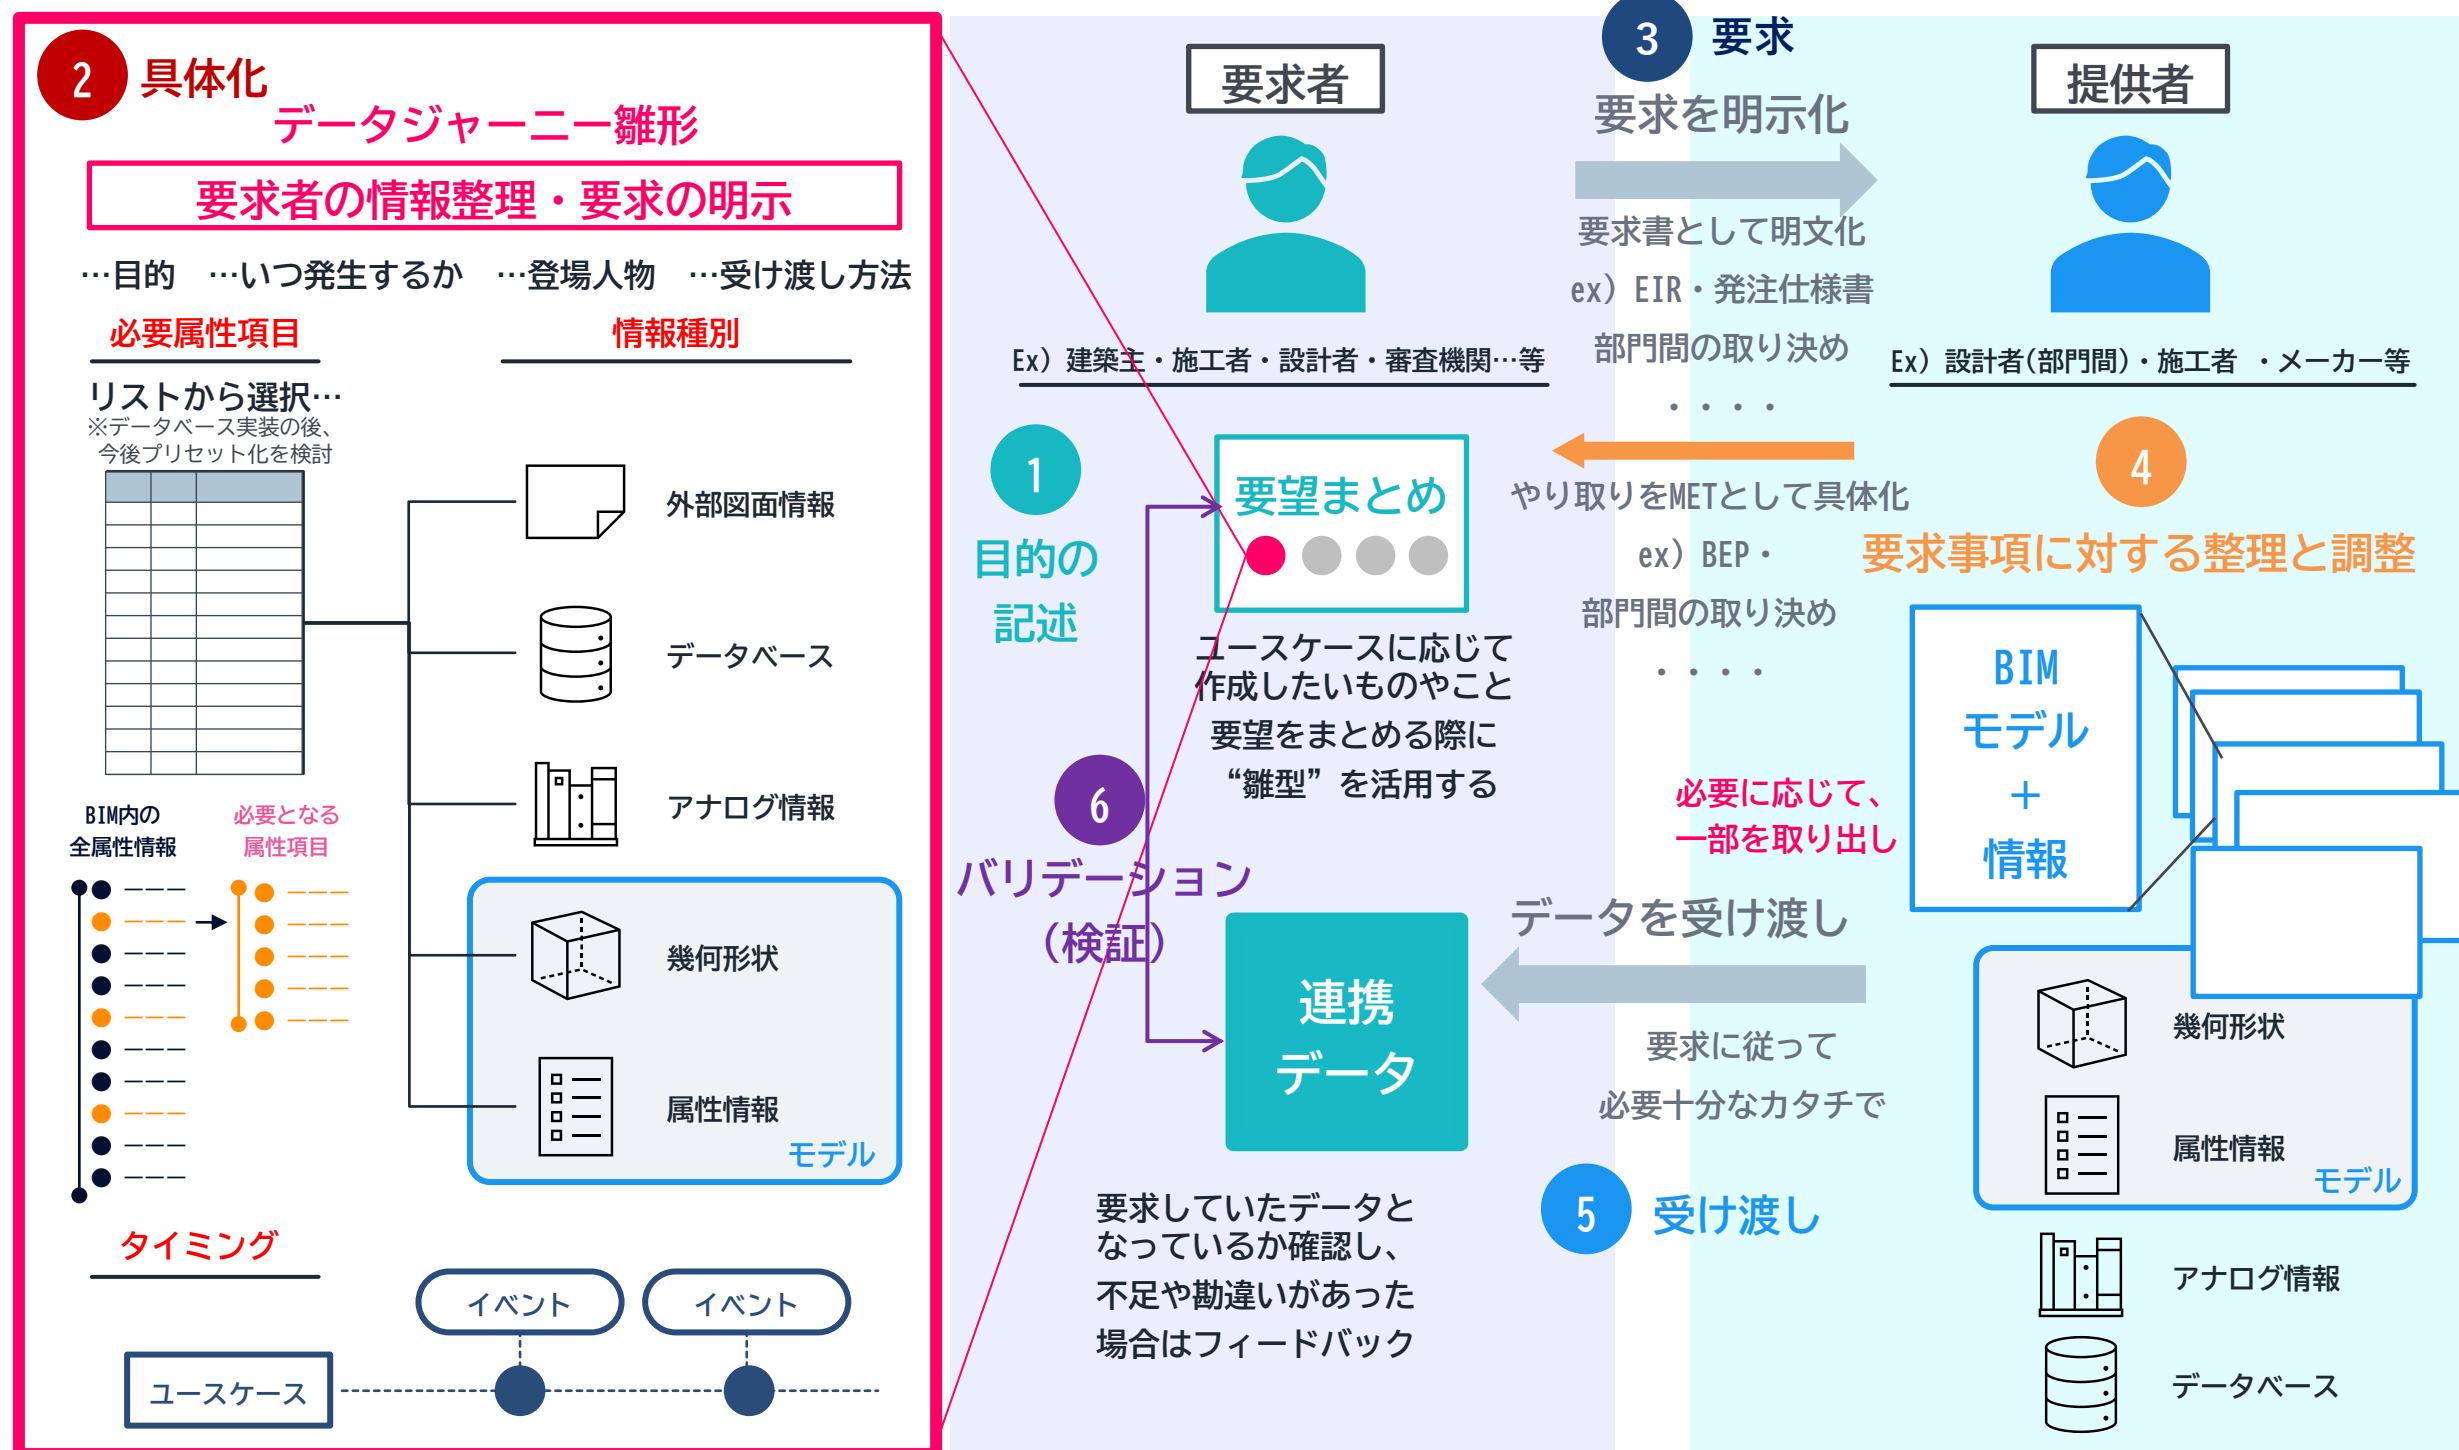 2
具体化
データジャーニー雛形
要求者の情報整理・要求の明示
…目的 …いつ発生するか …登場人物 …受け渡し方法
必要属性項目
情報種別
リストから選択…
※データベース実装の後、
今後プリセット化を検討
外部図面情報
データベース
アナログ情報
幾何形状
属性情報
モデル
BIM内の
全属性情報
必要となる
属性項目
タイミング
イベント
イベント
ユースケース
要求者
Ex）建築主・施工者・設計者・審査機関…等
1
目的の
記述
要望まとめ
ユースケースに応じて
作成したいものやこと
要望をまとめる際に
“雛型”を活用する
6
バリデーション
（検証）
連携
データ
要求していたデータと
なっているか確認し、
不足や勘違いがあった
場合はフィードバック
3
要求
要求を明示化
要求書として明文化
ex）EIR・発注仕様書
部門間の取り決め
・・・・
やり取りをMETとして具体化
ex）BEP・
部門間の取り決め
・・・・
必要に応じて、
一部を取り出し
データを受け渡し
要求に従って
必要十分なカタチで
5
受け渡し
提供者
Ex）設計者(部門間)・施工者 ・メーカー等
4
要求事項に対する整理と調整
BIM
モデル
＋
情報
幾何形状
属性情報
モデル
アナログ情報
データベース